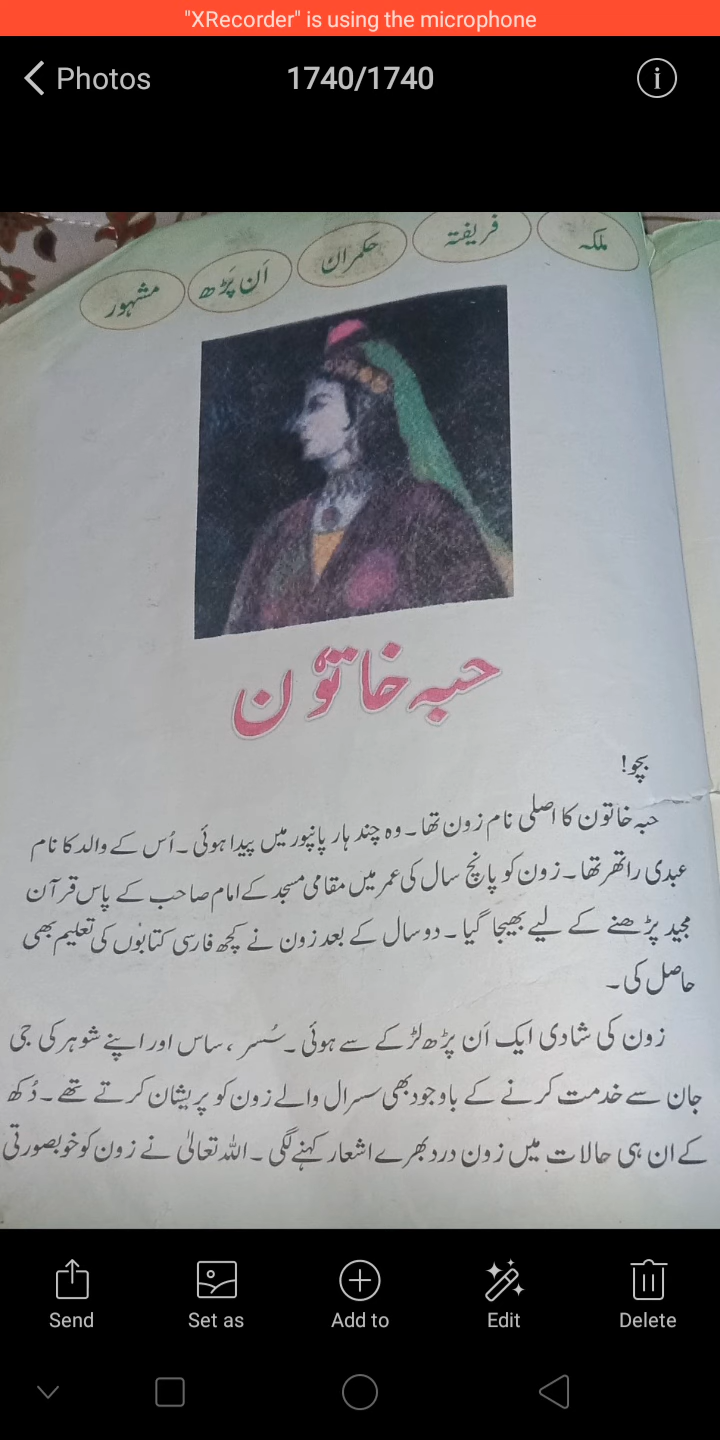 "XRecorder" is using the microphone
Photos
1740/1740
ملکہ
فریفتہ
حکمران
اَن پَڑھ
مشہور
حبہ خاتوٗن
بچو!
حبہ خاتون کا اصلی نام زون تھا۔ وہ چند ہار پانپور میں پیدا ہوئی۔ اُس کے والد کا نام
عبدی راتھر تھا۔ زون کو پانچ سال کی عمر میں مقامی مسجد کے امام صاحب کے پاس قرآن
مجید پڑھنے کے لیے بھیجا گیا۔ دو سال کے بعد زون نے کچھ فارسی کتابوں کی تعلیم بھی
حاصل کی۔
زون کی شادی ایک اَن پڑھ لڑکے سے ہوئی۔ سُسر، ساس اور اپنے شوہر کی جی
جان سے خدمت کرنے کے باوجود بھی سسرال والے زون کو پریشان کرتے تھے۔ دُکھ
کے ان ہی حالات میں زون درد بھرے اشعار کہنے لگی۔ اللہ تعالیٰ نے زون کو خوبصورتی
Send
Set as
Add to
Edit
Delete